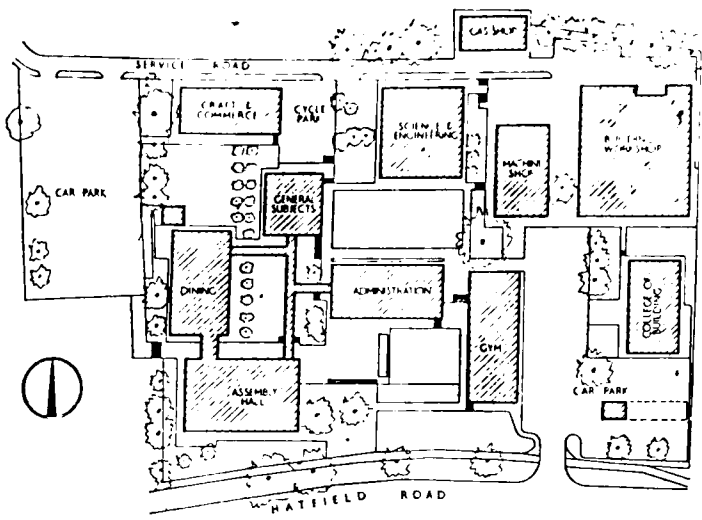 GAS SHOP
SERVICE ROAD
CRAFT &
COMMERCE
CYCLE
PARK
SCIENCE &
ENGINEERING
MACHINE
SHOP
WORKSHOP
CAR PARK
GENERAL
SUBJECTS
DINING
ADMINISTRATION
GYM
COLLEGE OF
BUILDING
ASSEMBLY
HALL
CAR PARK
HATFIELD ROAD